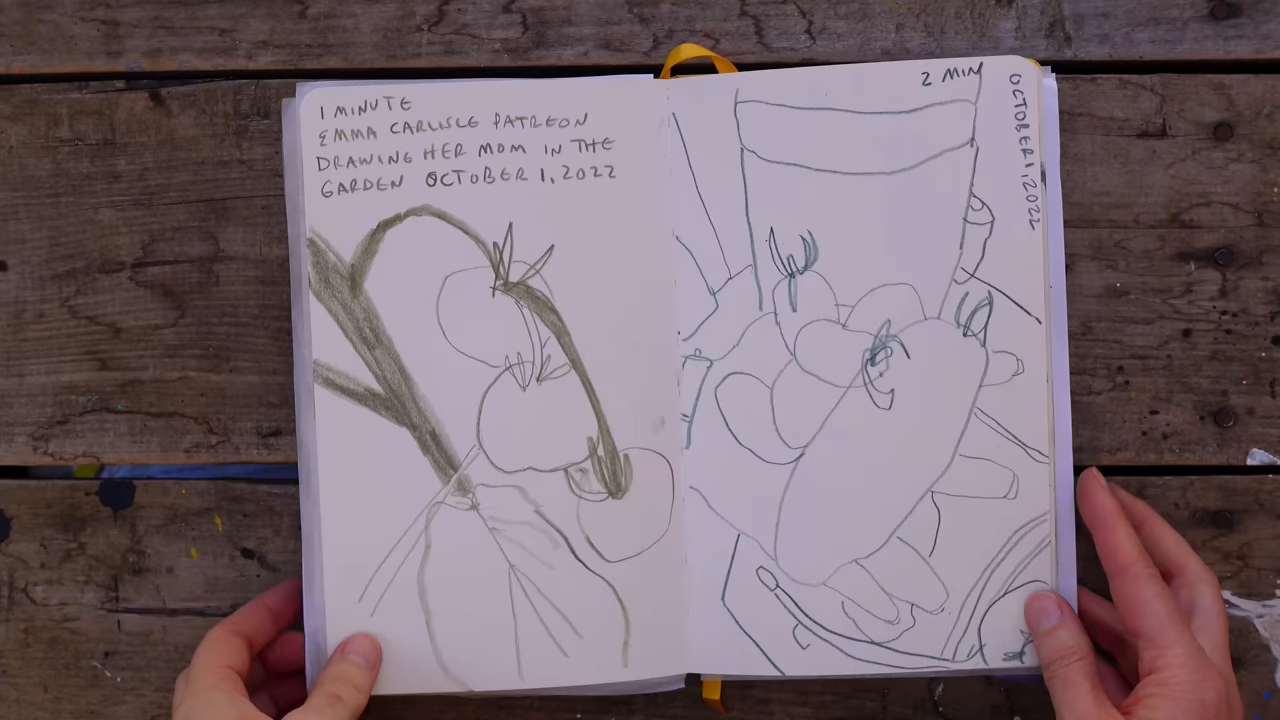 1 MINUTE
EMMA CARLISLE PATREON
DRAWING HER MOM IN THE
GARDEN OCTOBER 1, 2022
2 MIN
OCTOBER 1, 2022